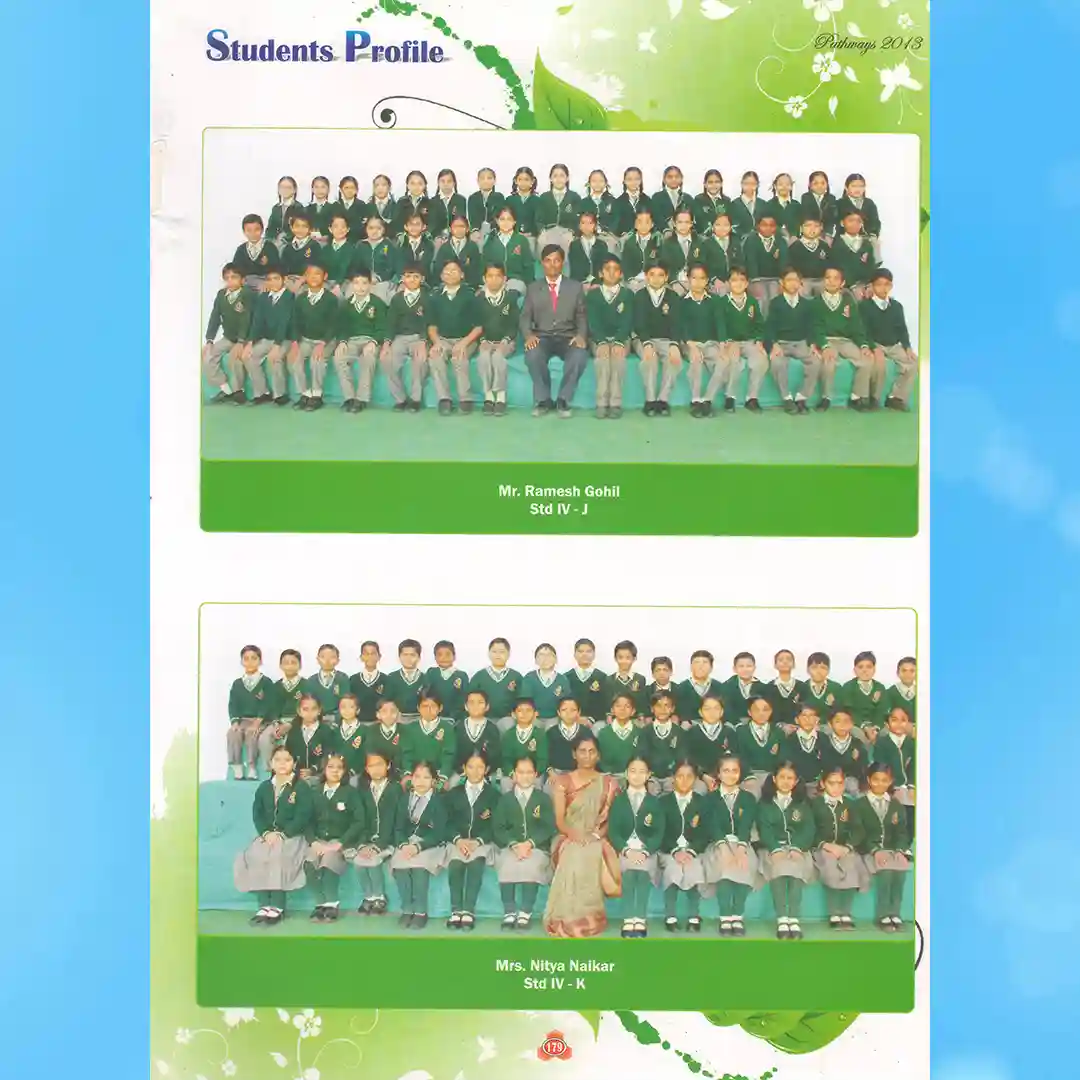 Students Profile
Pathways 2013
Mr. Ramesh Gohil
Std IV - J
Mrs. Nitya Naikar
Std IV - K
179